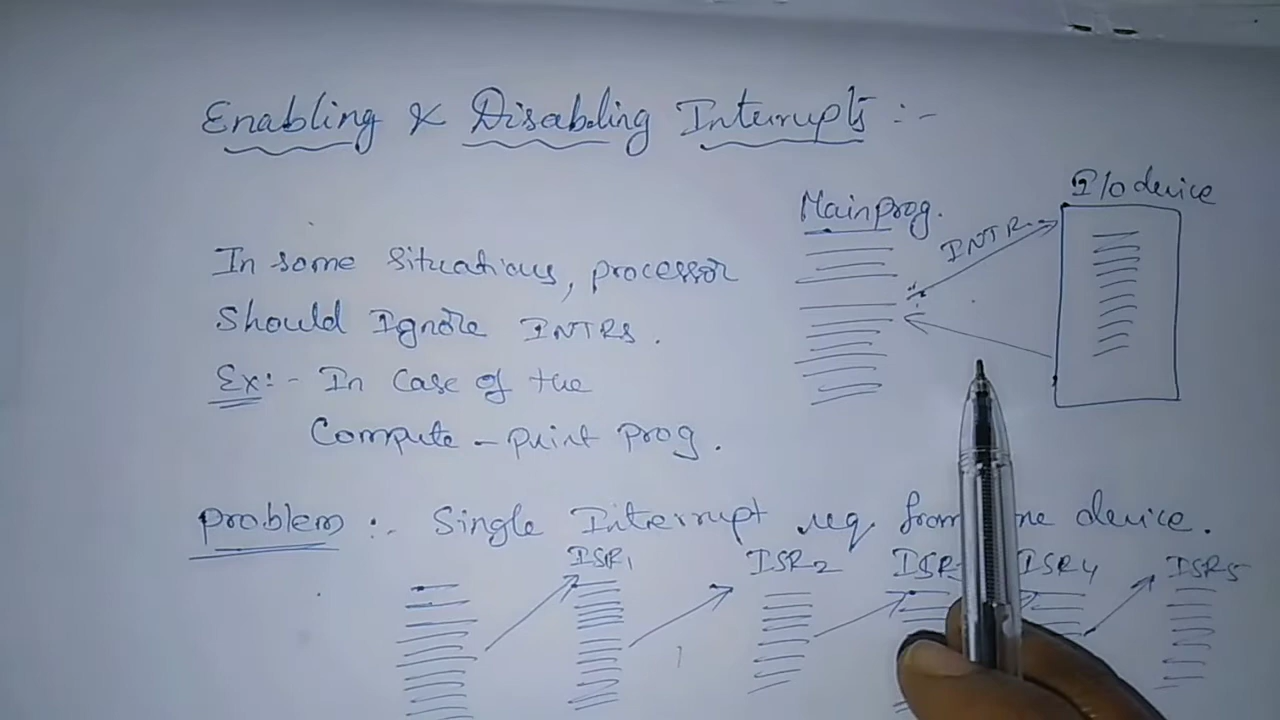 Enabling & Disabling Interrupts :-
Main prog.
I/O device
INTR
In some situations, processor
should Ignore INTRs.
Ex:- In case of the
Compute - print prog.
problem :- Single Interrupt req. from one device.
ISR1
ISR2
ISR4
ISR5